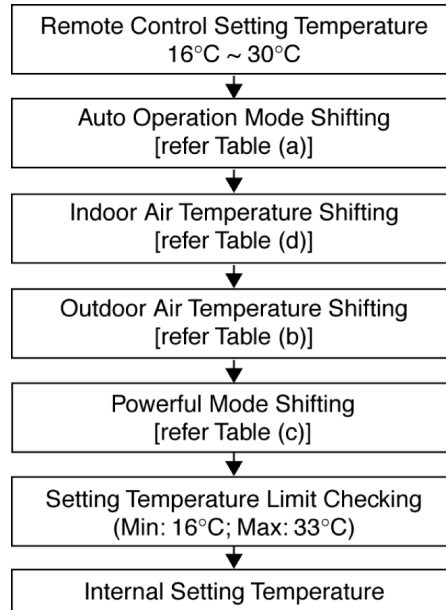 Remote Control Setting Temperature
16°C ~ 30°C
Auto Operation Mode Shifting
[refer Table (a)]
Indoor Air Temperature Shifting
[refer Table (d)]
Outdoor Air Temperature Shifting
[refer Table (b)]
Powerful Mode Shifting
[refer Table (c)]
Setting Temperature Limit Checking
(Min: 16°C; Max: 33°C)
Internal Setting Temperature